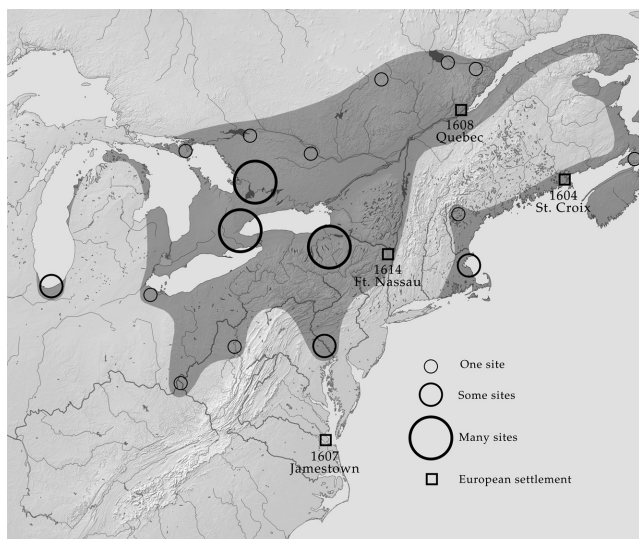 1608
Quebec
1604
St. Croix
1614
Ft. Nassau
One site
Some sites
Many sites
1607
Jamestown
European settlement